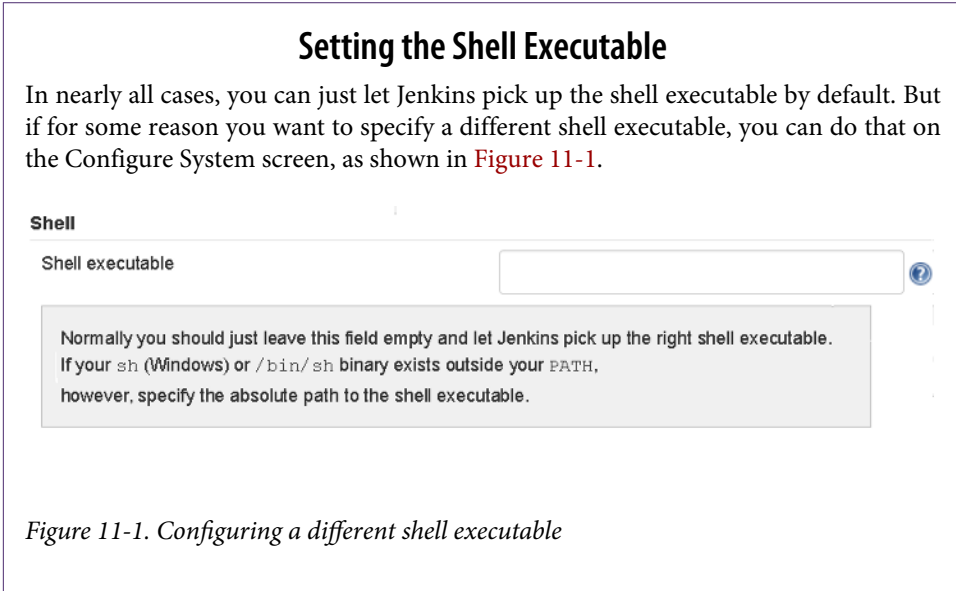 Setting the Shell Executable
In nearly all cases, you can just let Jenkins pick up the shell executable by default. But
if for some reason you want to specify a different shell executable, you can do that on
the Configure System screen, as shown in Figure 11-1.
Shell
Shell executable
?
Normally you should just leave this field empty and let Jenkins pick up the right shell executable.
If your sh (Windows) or /bin/sh binary exists outside your PATH,
however, specify the absolute path to the shell executable.
Figure 11-1. Configuring a different shell executable